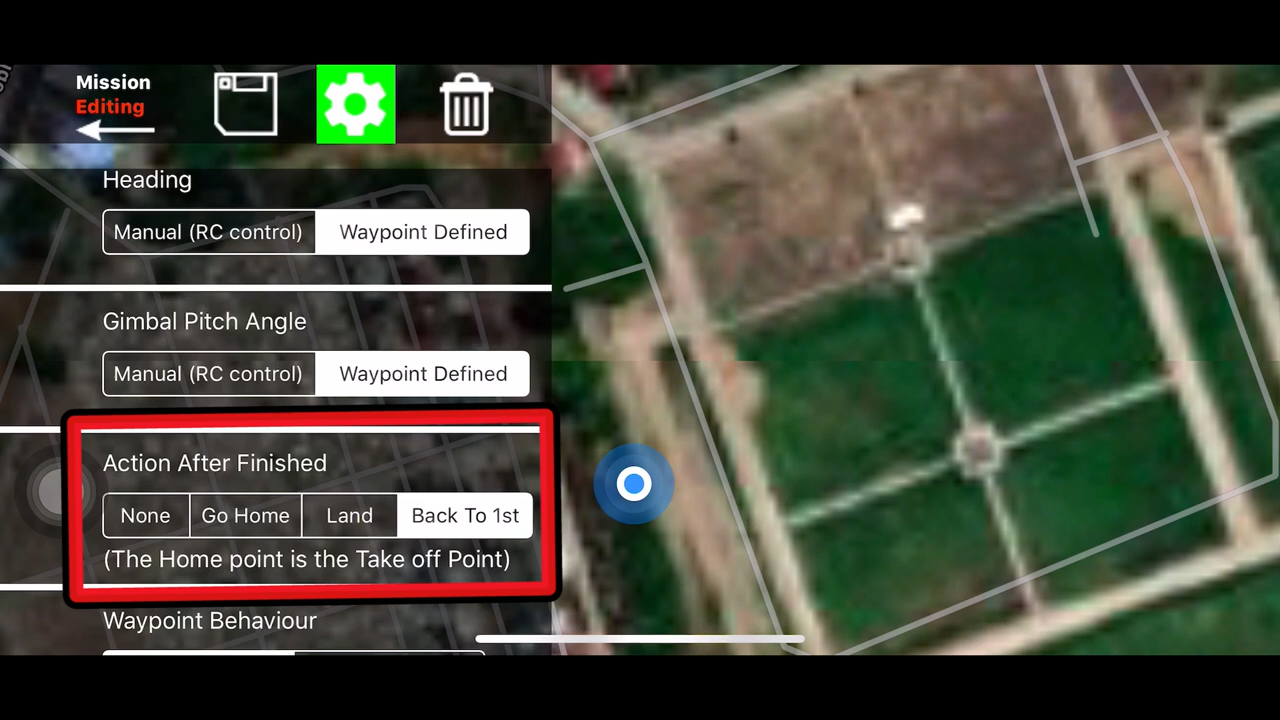 Mission
Editing
Heading
Manual (RC control) Waypoint Defined
Gimbal Pitch Angle
Manual (RC control) Waypoint Defined
Action After Finished
None Go Home Land Back To 1st
(The Home point is the Take off Point)
Waypoint Behaviour